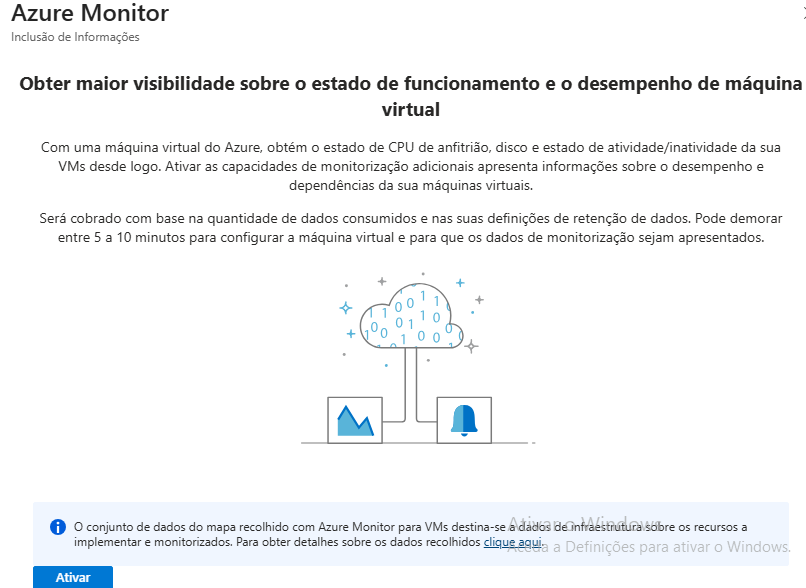 Azure Monitor
Inclusão de Informações
Obter maior visibilidade sobre o estado de funcionamento e o desempenho de máquina
virtual
Com uma máquina virtual do Azure, obtém o estado de CPU de anfitrião, disco e estado de atividade/inatividade da sua
VMs desde logo. Ativar as capacidades de monitorização adicionais apresenta informações sobre o desempenho e
dependências da sua máquinas virtuais.
Será cobrado com base na quantidade de dados consumidos e nas suas definições de retenção de dados. Pode demorar
entre 5 a 10 minutos para configurar a máquina virtual e para que os dados de monitorização sejam apresentados.
O conjunto de dados do mapa recolhido com Azure Monitor para VMs destina-se a dados de infraestrutura sobre os recursos a
implementar e monitorizados. Para obter detalhes sobre os dados recolhidos clique aqui.
Ativar o Windows
Aceda a Definições para ativar o Windows.
Ativar